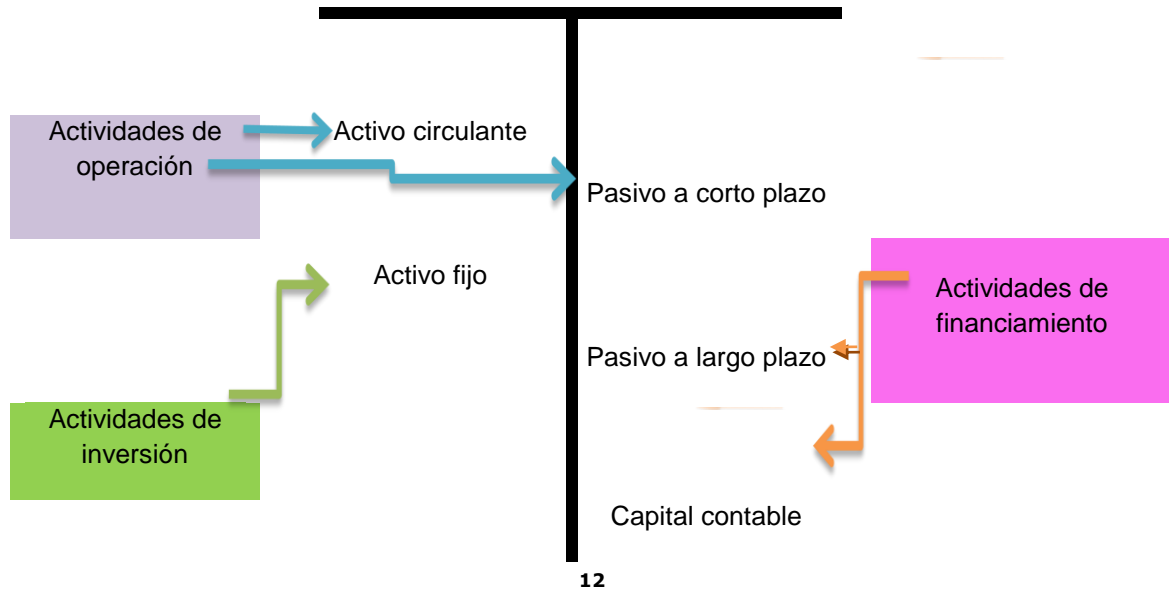 Actividades de
operación
Activo circulante
Pasivo a corto plazo
Activo fijo
Actividades de
financiamiento
Pasivo a largo plazo
Actividades de
inversión
Capital contable
12